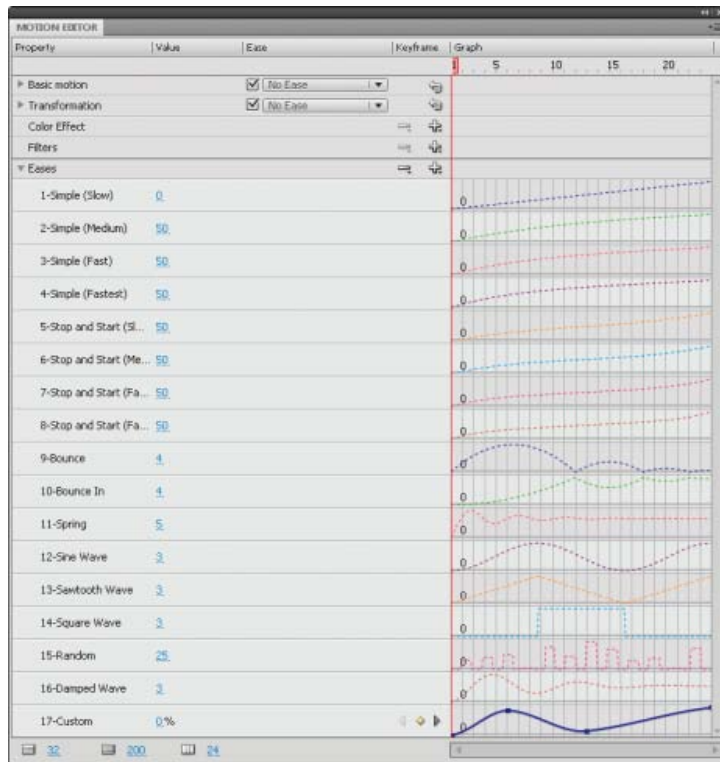 MOTION EDITOR
Property Value Ease Keyframe Graph
1 5 10 15 20
Basic motion No Ease
Transformation No Ease
Color Effect
Filters
Eases
1-Simple (Slow) 0 0
2-Simple (Medium) 50 0
3-Simple (Fast) 50 0
4-Simple (Fastest) 50 0
5-Stop and Start (Sl... 50 0
6-Stop and Start (Me... 50 0
7-Stop and Start (Fa... 50 0
8-Stop and Start (Fa... 50 0
9-Bounce 4 0
10-Bounce In 4 0
11-Spring 5 0
12-Sine Wave 3 0
13-Sawtooth Wave 3 0
14-Square Wave 3 0
15-Random 25 0
16-Damped Wave 3 0
17-Custom 0 % 0
32 200 24